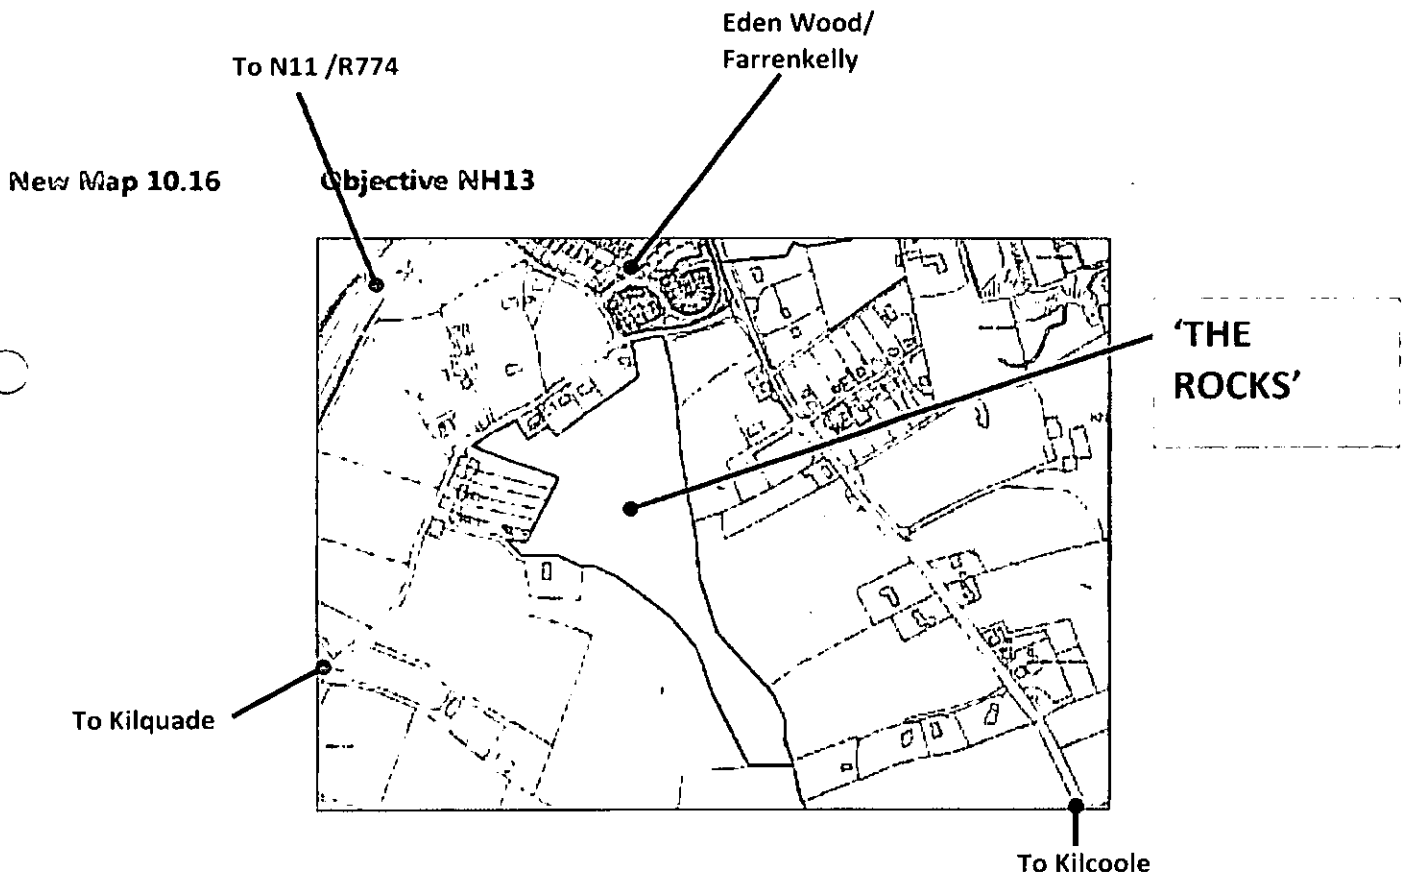 Eden Wood/
Farrenkelly
To N11 /R774
New Map 10.16 Objective NH13
'THE
ROCKS'
To Kilquade
To Kilcoole